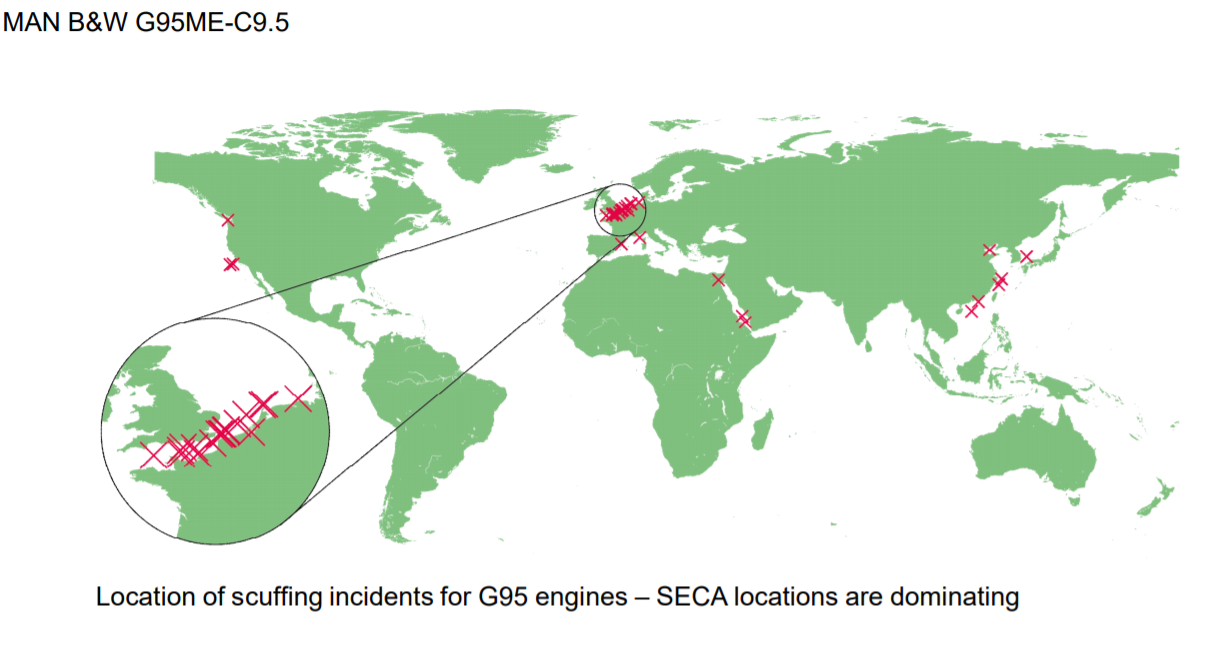 MAN B&W G95ME-C9.5
Location of scuffing incidents for G95 engines – SECA locations are dominating